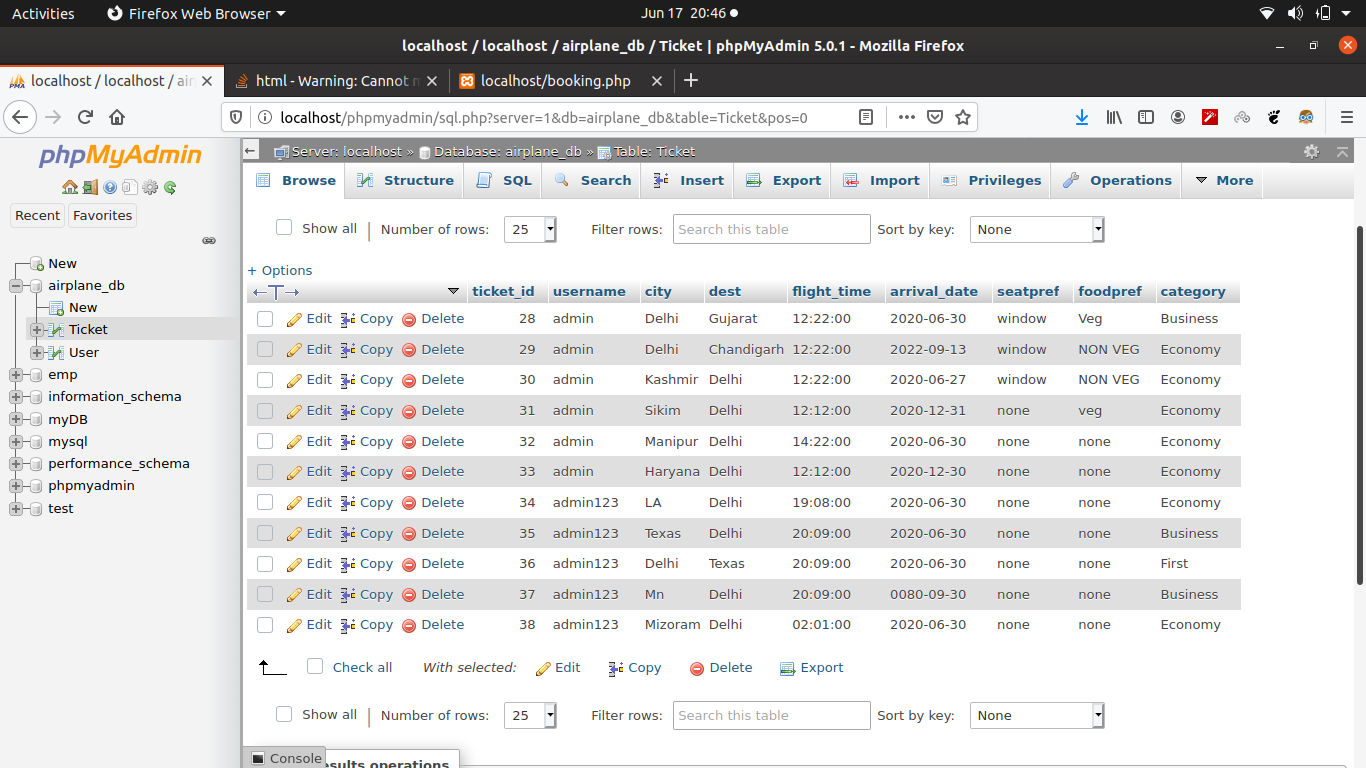 Activities Firefox Web Browser Jun 17 20:46
localhost / localhost / airplane_db / Ticket | phpMyAdmin 5.0.1 - Mozilla Firefox
localhost / localhost / air html - Warning: Cannot localhost/booking.php
localhost/phpmyadmin/sql.php?server=1&db=airplane_db&table=Ticket&pos=0
phpMyAdmin
Recent Favorites
New
airplane_db
New
Ticket
User
emp
information_schema
myDB
mysql
performance_schema
phpmyadmin
test
Server: localhost » Database: airplane_db » Table: Ticket
Browse Structure SQL Search Insert Export Import Privileges Operations More
Show all Number of rows: 25 Filter rows: Search this table Sort by key: None
+ Options
ticket_id username city dest flight_time arrival_date seatpref foodpref category
Edit Copy Delete 28 admin Delhi Gujarat 12:22:00 2020-06-30 window Veg Business
Edit Copy Delete 29 admin Delhi Chandigarh 12:22:00 2022-09-13 window NON VEG Economy
Edit Copy Delete 30 admin Kashmir Delhi 12:22:00 2020-06-27 window NON VEG Economy
Edit Copy Delete 31 admin Sikim Delhi 12:12:00 2020-12-31 none veg Economy
Edit Copy Delete 32 admin Manipur Delhi 14:22:00 2020-06-30 none none Economy
Edit Copy Delete 33 admin Haryana Delhi 12:12:00 2020-12-30 none none Economy
Edit Copy Delete 34 admin123 LA Delhi 19:08:00 2020-06-30 none none Economy
Edit Copy Delete 35 admin123 Texas Delhi 20:09:00 2020-06-30 none none Business
Edit Copy Delete 36 admin123 Delhi Texas 20:09:00 2020-06-30 none none First
Edit Copy Delete 37 admin123 Mn Delhi 20:09:00 0080-09-30 none none Business
Edit Copy Delete 38 admin123 Mizoram Delhi 02:01:00 2020-06-30 none none Economy
Check all With selected: Edit Copy Delete Export
Show all Number of rows: 25 Filter rows: Search this table Sort by key: None
Console esults operations